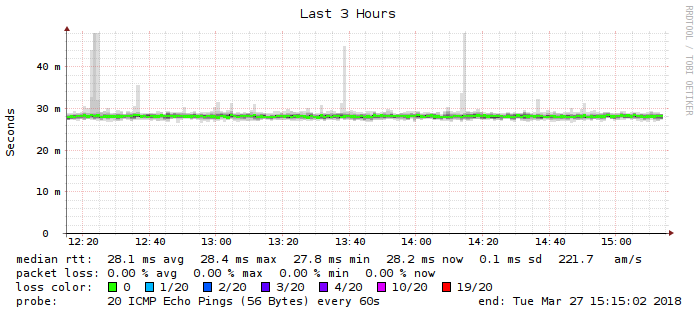 Last 3 Hours
RRDTOOL / TOBI OETIKER
Seconds
40 m
30 m
20 m
10 m
0
12:20 12:40 13:00 13:20 13:40 14:00 14:20 14:40 15:00
median rtt: 28.1 ms avg 28.4 ms max 27.8 ms min 28.2 ms now 0.1 ms sd 221.7 am/s
packet loss: 0.00 % avg 0.00 % max 0.00 % min 0.00 % now
loss color: 0 1/20 2/20 3/20 4/20 10/20 19/20
probe: 20 ICMP Echo Pings (56 Bytes) every 60s end: Tue Mar 27 15:15:02 2018